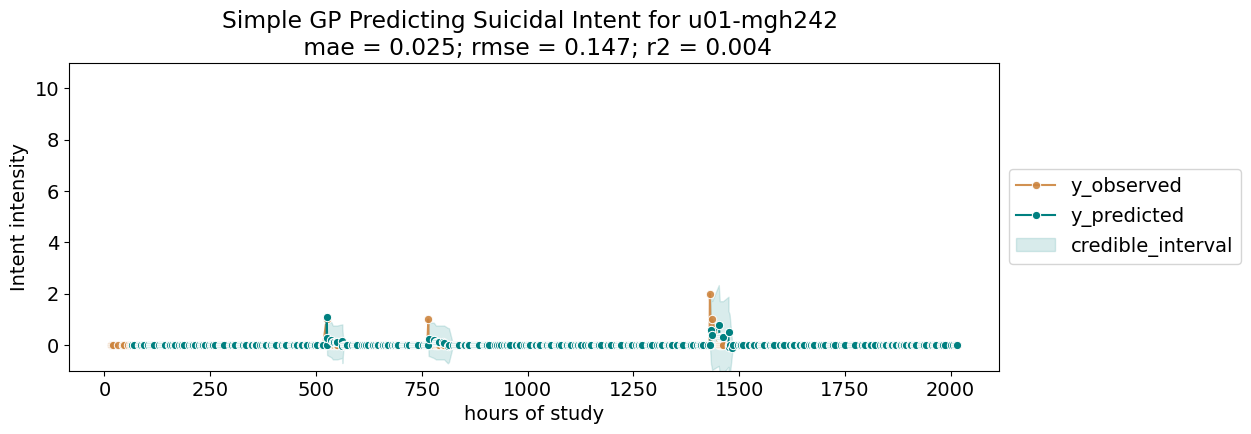 Simple GP Predicting Suicidal Intent for u01-mgh242
mae = 0.025; rmse = 0.147; r2 = 0.004
10
8
6
4
2
0
Intent intensity
0 250 500 750 1000 1250 1500 1750 2000
hours of study
y_observed
y_predicted
credible_interval